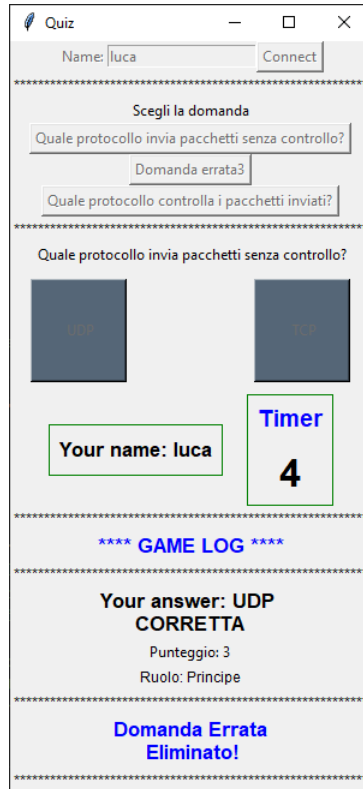 Quiz
Name: luca Connect
****************************************************************
Scegli la domanda
Quale protocollo invia pacchetti senza controllo?
Domanda errata3
Quale protocollo controlla i pacchetti inviati?
****************************************************************
Quale protocollo invia pacchetti senza controllo?
UDP TCP
Timer
Your name: luca
4
****************************************************************
**** GAME LOG ****
****************************************************************
Your answer: UDP
CORRETTA
Punteggio: 3
Ruolo: Principe
****************************************************************
Domanda Errata
Eliminato!
****************************************************************